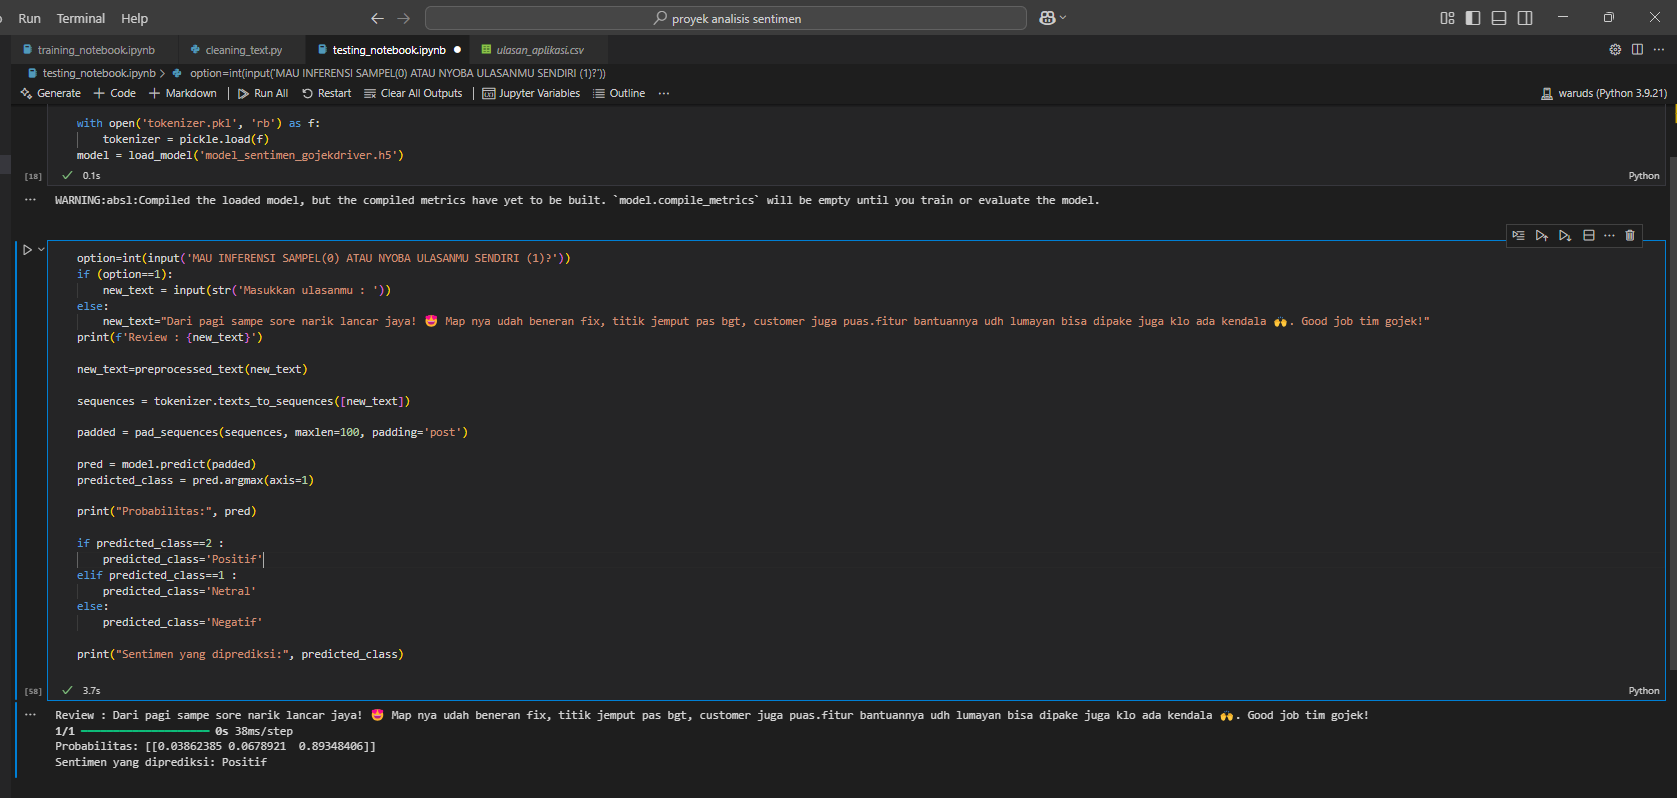 Run Terminal Help
proyek analisis sentimen
training_notebook.ipynb cleaning_text.py testing_notebook.ipynb ulasan_aplikasi.csv
testing_notebook.ipynb > option=int(input('MAU INFERENSI SAMPEL(0) ATAU NYOBA ULASANMU SENDIRI (1)?'))
Generate + Code + Markdown | Run All Restart Clear All Outputs | Jupyter Variables Outline ...
waruds (Python 3.9.21)
with open('tokenizer.pkl', 'rb') as f:
tokenizer = pickle.load(f)
model = load_model('model_sentimen_gojekdriver.h5')
[18] ✓ 0.1s
Python
... WARNING:absl:Compiled the loaded model, but the compiled metrics have yet to be built. `model.compile_metrics` will be empty until you train or evaluate the model.
option=int(input('MAU INFERENSI SAMPEL(0) ATAU NYOBA ULASANMU SENDIRI (1)?'))
if (option==1):
new_text = input(str('Masukkan ulasanmu : '))
else:
new_text="Dari pagi sampe sore narik lancar jaya! 🤩 Map nya udah beneran fix, titik jemput pas bgt, customer juga puas.fitur bantuannya udh lumayan bisa dipake juga klo ada kendala 🙌. Good job tim gojek!"
print(f'Review : {new_text}')
new_text=preprocessed_text(new_text)
sequences = tokenizer.texts_to_sequences([new_text])
padded = pad_sequences(sequences, maxlen=100, padding='post')
pred = model.predict(padded)
predicted_class = pred.argmax(axis=1)
print("Probabilitas:", pred)
if predicted_class==2 :
predicted_class='Positif'
elif predicted_class==1 :
predicted_class='Netral'
else:
predicted_class='Negatif'
print("Sentimen yang diprediksi:", predicted_class)
[58] ✓ 3.7s
Python
... Review : Dari pagi sampe sore narik lancar jaya! 🤩 Map nya udah beneran fix, titik jemput pas bgt, customer juga puas.fitur bantuannya udh lumayan bisa dipake juga klo ada kendala 🙌. Good job tim gojek!
1/1 ━━━━━━━━━━━━━━━━━━━━ 0s 38ms/step
Probabilitas: [[0.03862385 0.0678921  0.89348406]]
Sentimen yang diprediksi: Positif